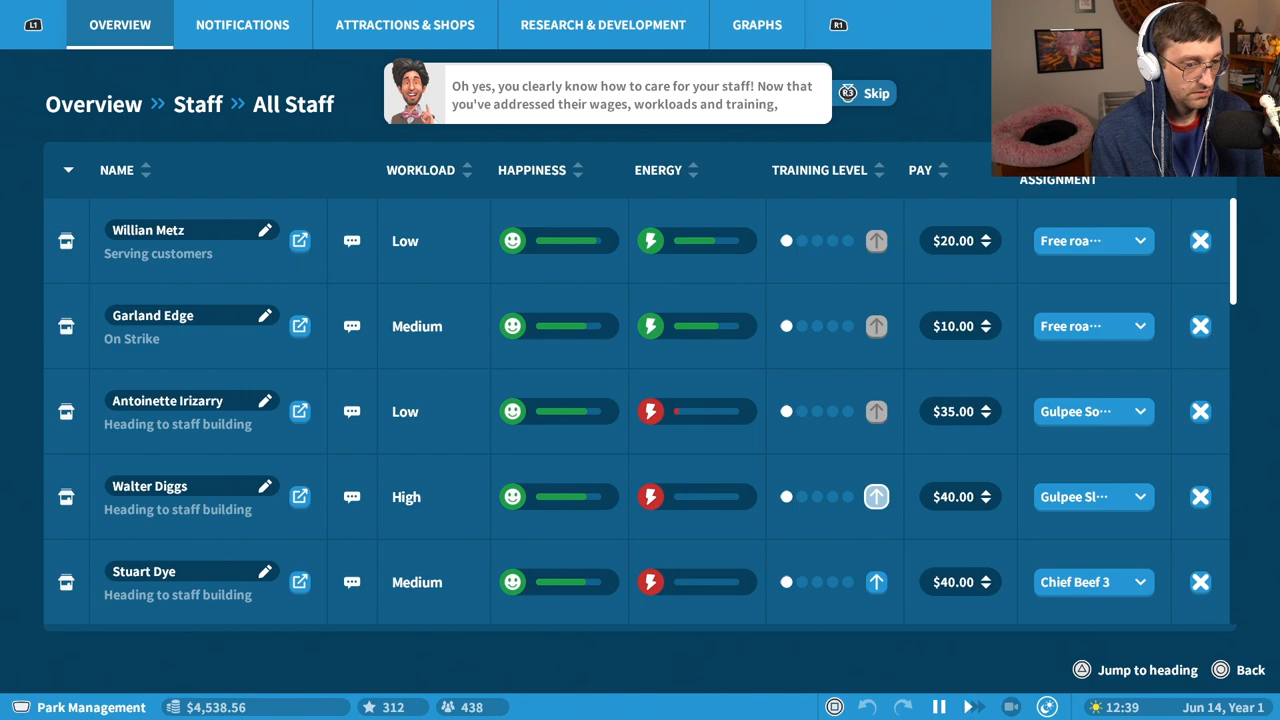 L1 OVERVIEW NOTIFICATIONS ATTRACTIONS & SHOPS RESEARCH & DEVELOPMENT GRAPHS R1
Oh yes, you clearly know how to care for your staff! Now that
you've addressed their wages, workloads and training,
R3 Skip
Overview » Staff » All Staff
NAME WORKLOAD HAPPINESS ENERGY TRAINING LEVEL PAY ASSIGNMENT
Willian Metz Low $20.00 Free roa···
Serving customers
Garland Edge Medium $10.00 Free roa···
On Strike
Antoinette Irizarry Low $35.00 Gulpee So···
Heading to staff building
Walter Diggs High $40.00 Gulpee Sl···
Heading to staff building
Stuart Dye Medium $40.00 Chief Beef 3
Heading to staff building
Jump to heading Back
Park Management $4,538.56 312 438 12:39 Jun 14, Year 1